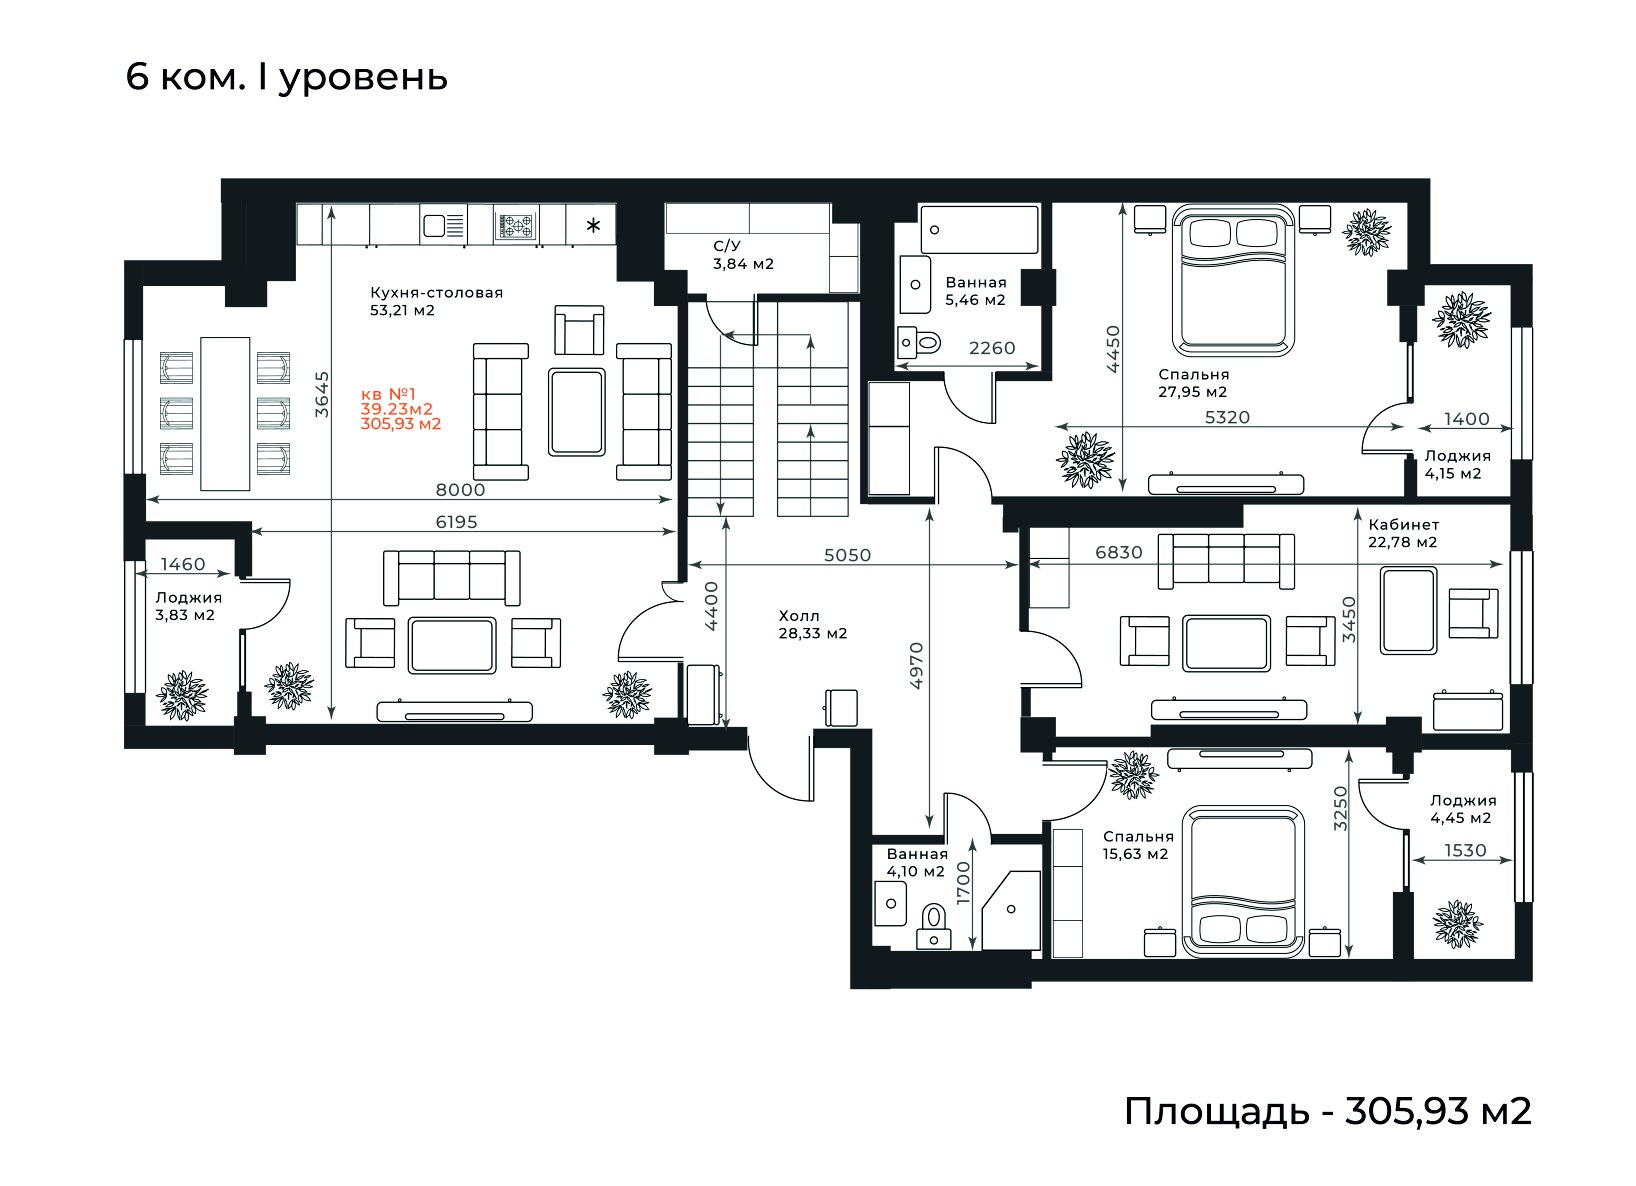 6 ком. I уровень
С/У
3,84 м2
Ванная
5,46 м2
Кухня-столовая
53,21 м2
2260
4450
3645
кв №1
39.23м2
305,93 м2
Спальня
27,95 м2
5320
1400
Лоджия
4,15 м2
8000
6195
Кабинет
22,78 м2
5050
6830
1460
Лоджия
3,83 м2
4400
Холл
28,33 м2
3450
4970
3250
Лоджия
4,45 м2
1530
Спальня
15,63 м2
Ванная
4,10 м2
1700
Площадь - 305,93 м2